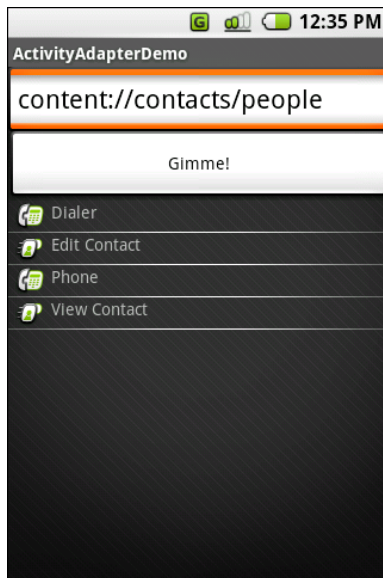 G 12:35 PM
ActivityAdapterDemo
content://contacts/people
Gimme!
Dialer
Edit Contact
Phone
View Contact